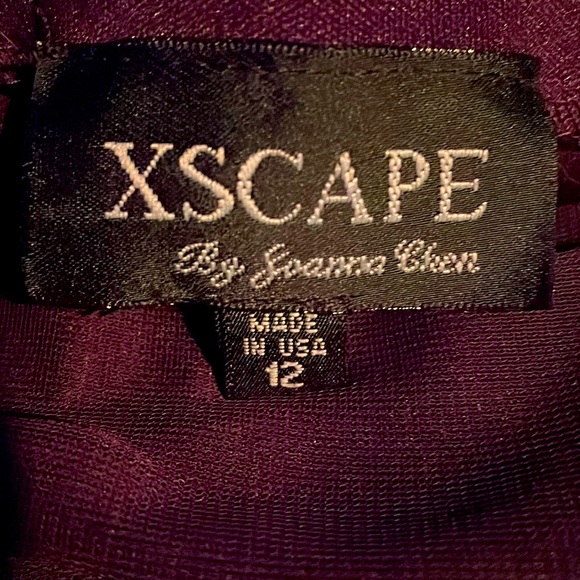 XSCAPE
By Joanna Chen
MADE
IN USA
12